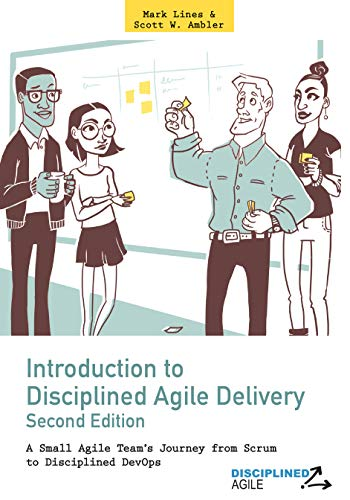 Mark Lines &
Scott W. Ambler
Introduction to
Disciplined Agile Delivery
Second Edition
A Small Agile Team's Journey from Scrum
to Disciplined DevOps
DISCIPLINED
AGILE